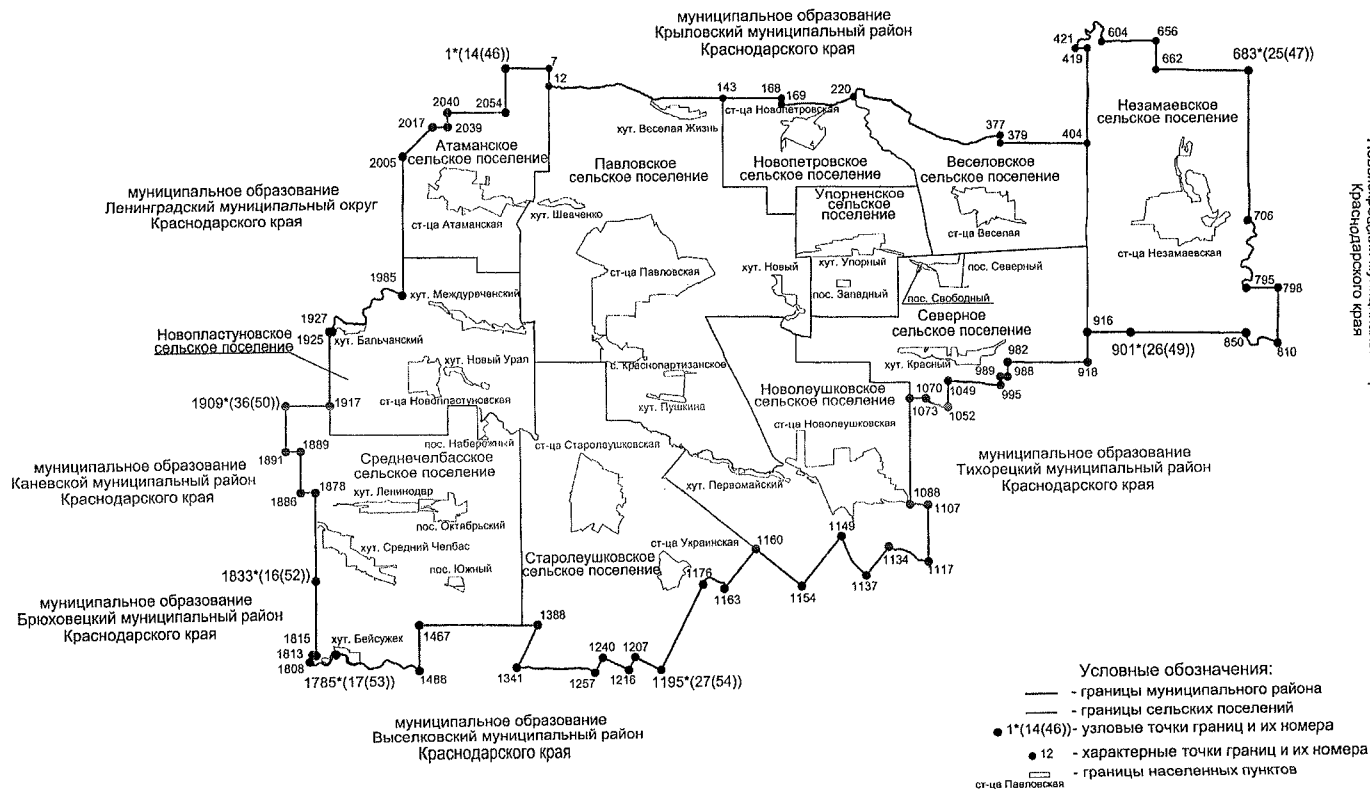 муниципальное образование
Крыловский муниципальный район
Краснодарского края
1*(14(46))
7
12
143
168
169
220
377
379
404
421
419
604
656
662
683*(25(47))
2040
2054
2017
2039
2005
хут. Веселая Жизнь
ст-ца Новопетровская
Незамаевское
сельское поселение
Атаманское
сельское поселение
Павловское
сельское поселение
Новопетровское
сельское поселение
Веселовское
сельское поселение
Упорненское
сельское
поселение
муниципальное образование
Ленинградский муниципальный округ
Краснодарского края
ст-ца Атаманская
хут. Шевченко
ст-ца Веселая
ст-ца Незамаевская
706
Краснодарского края
ст-ца Павловская
хут. Новый
хут. Упорный
пос. Северный
пос. Западный
пос. Свободный
795
798
1985
хут. Междуреченский
1927
1925
хут. Бальчанский
Новопластуновское
сельское поселение
Северное
сельское поселение
916
901*(26(49))
850
810
918
хут. Красный
982
989
988
995
хут. Новый Урал
ст-ца Новопластуновская
с. Краснопартизанское
хут. Пушкина
Новолеушковское
сельское поселение
1070
1049
1073
1052
1909*(36(50))
1917
пос. Набережный
ст-ца Старолеушковская
ст-ца Новолеушковская
1889
1891
Среднечелбасское
сельское поселение
муниципальное образование
Каневской муниципальный район
Краснодарского края
муниципальное образование
Тихорецкий муниципальный район
Краснодарского края
1878
1886
хут. Ленинодар
пос. Октябрьский
хут. Первомайский
1088
1107
хут. Средний Челбас
пос. Южный
Старолеушковское
сельское поселение
ст-ца Украинская
1160
1149
1134
1117
1137
1154
1163
1176
1833*(16(52))
муниципальное образование
Брюховецкий муниципальный район
Краснодарского края
1815
1813
1808
хут. Бейсужек
1785*(17(53))
1467
1488
1388
1341
1240
1207
1257
1216
1195*(27(54))
муниципальное образование
Выселковский муниципальный район
Краснодарского края
Условные обозначения:
- границы муниципального района
- границы сельских поселений
1*(14(46)) - узловые точки границ и их номера
12 - характерные точки границ и их номера
ст-ца Павловская - границы населенных пунктов